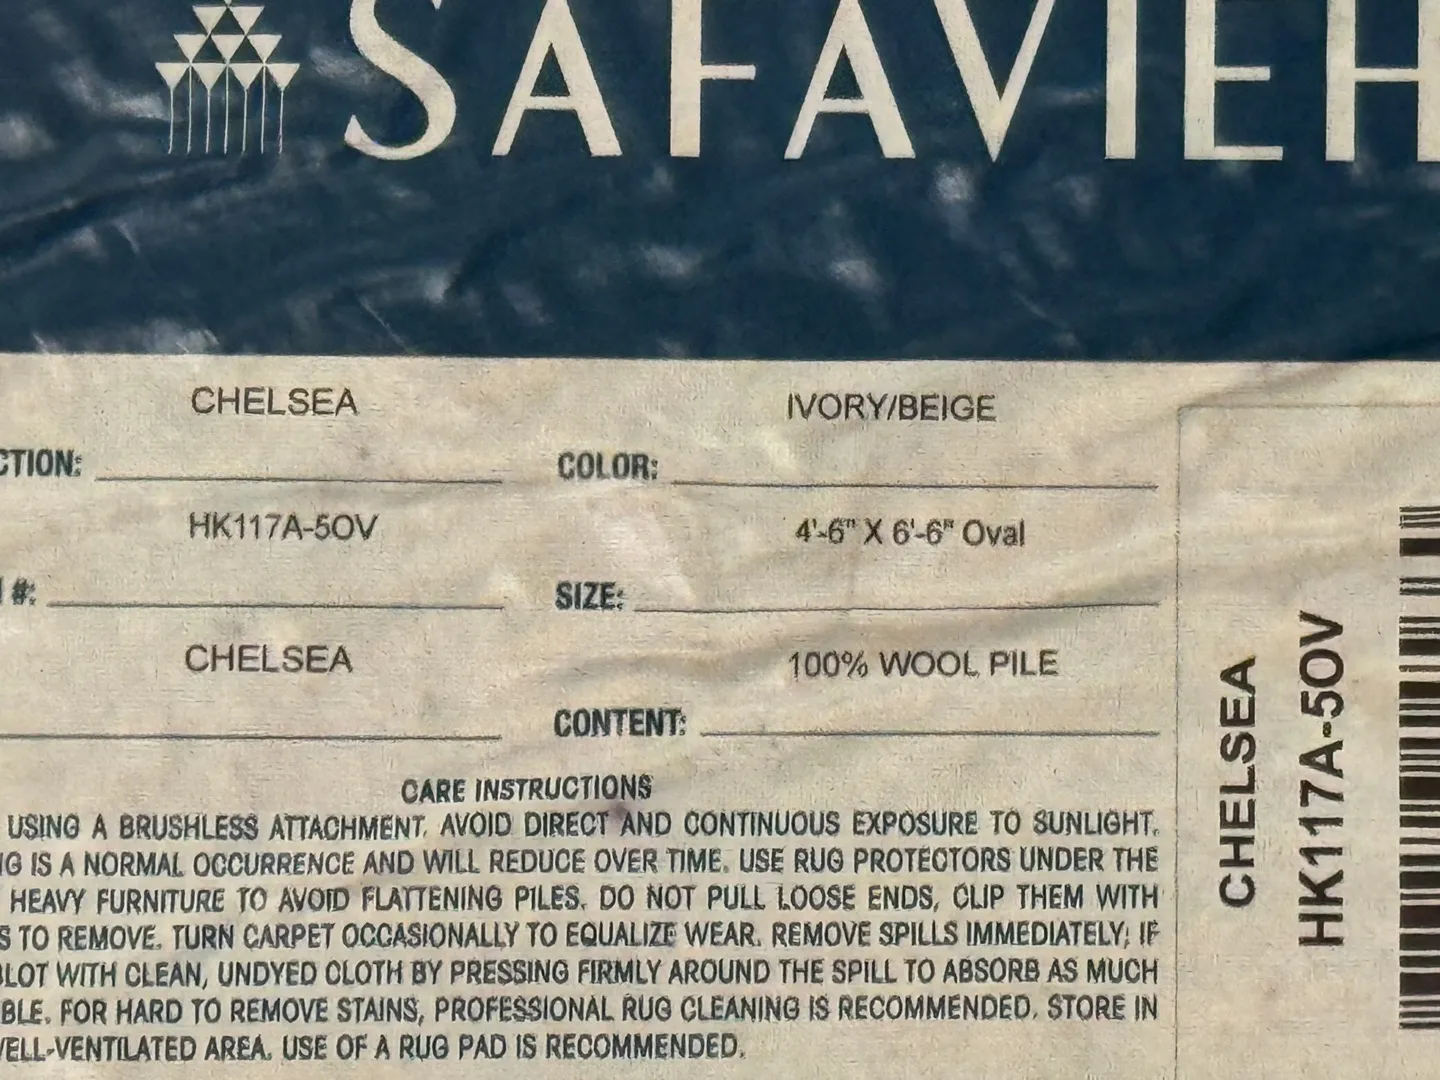 SAFAVIEH
CHELSEA IVORY/BEIGE
CTION: COLOR:
HK117A-5OV 4'-6" X 6'-6" Oval
#: SIZE:
CHELSEA 100% WOOL PILE
CONTENT:
CARE INSTRUCTIONS
USING A BRUSHLESS ATTACHMENT. AVOID DIRECT AND CONTINUOUS EXPOSURE TO SUNLIGHT.
NG IS A NORMAL OCCURRENCE AND WILL REDUCE OVER TIME. USE RUG PROTECTORS UNDER THE
HEAVY FURNITURE TO AVOID FLATTENING PILES. DO NOT PULL LOOSE ENDS, CLIP THEM WITH
S TO REMOVE. TURN CARPET OCCASIONALLY TO EQUALIZE WEAR. REMOVE SPILLS IMMEDIATELY; IF
LOT WITH CLEAN, UNDYED CLOTH BY PRESSING FIRMLY AROUND THE SPILL TO ABSORB AS MUCH
BLE. FOR HARD TO REMOVE STAINS, PROFESSIONAL RUG CLEANING IS RECOMMENDED. STORE IN
ELL-VENTILATED AREA. USE OF A RUG PAD IS RECOMMENDED.
CHELSEA
HK117A-5OV